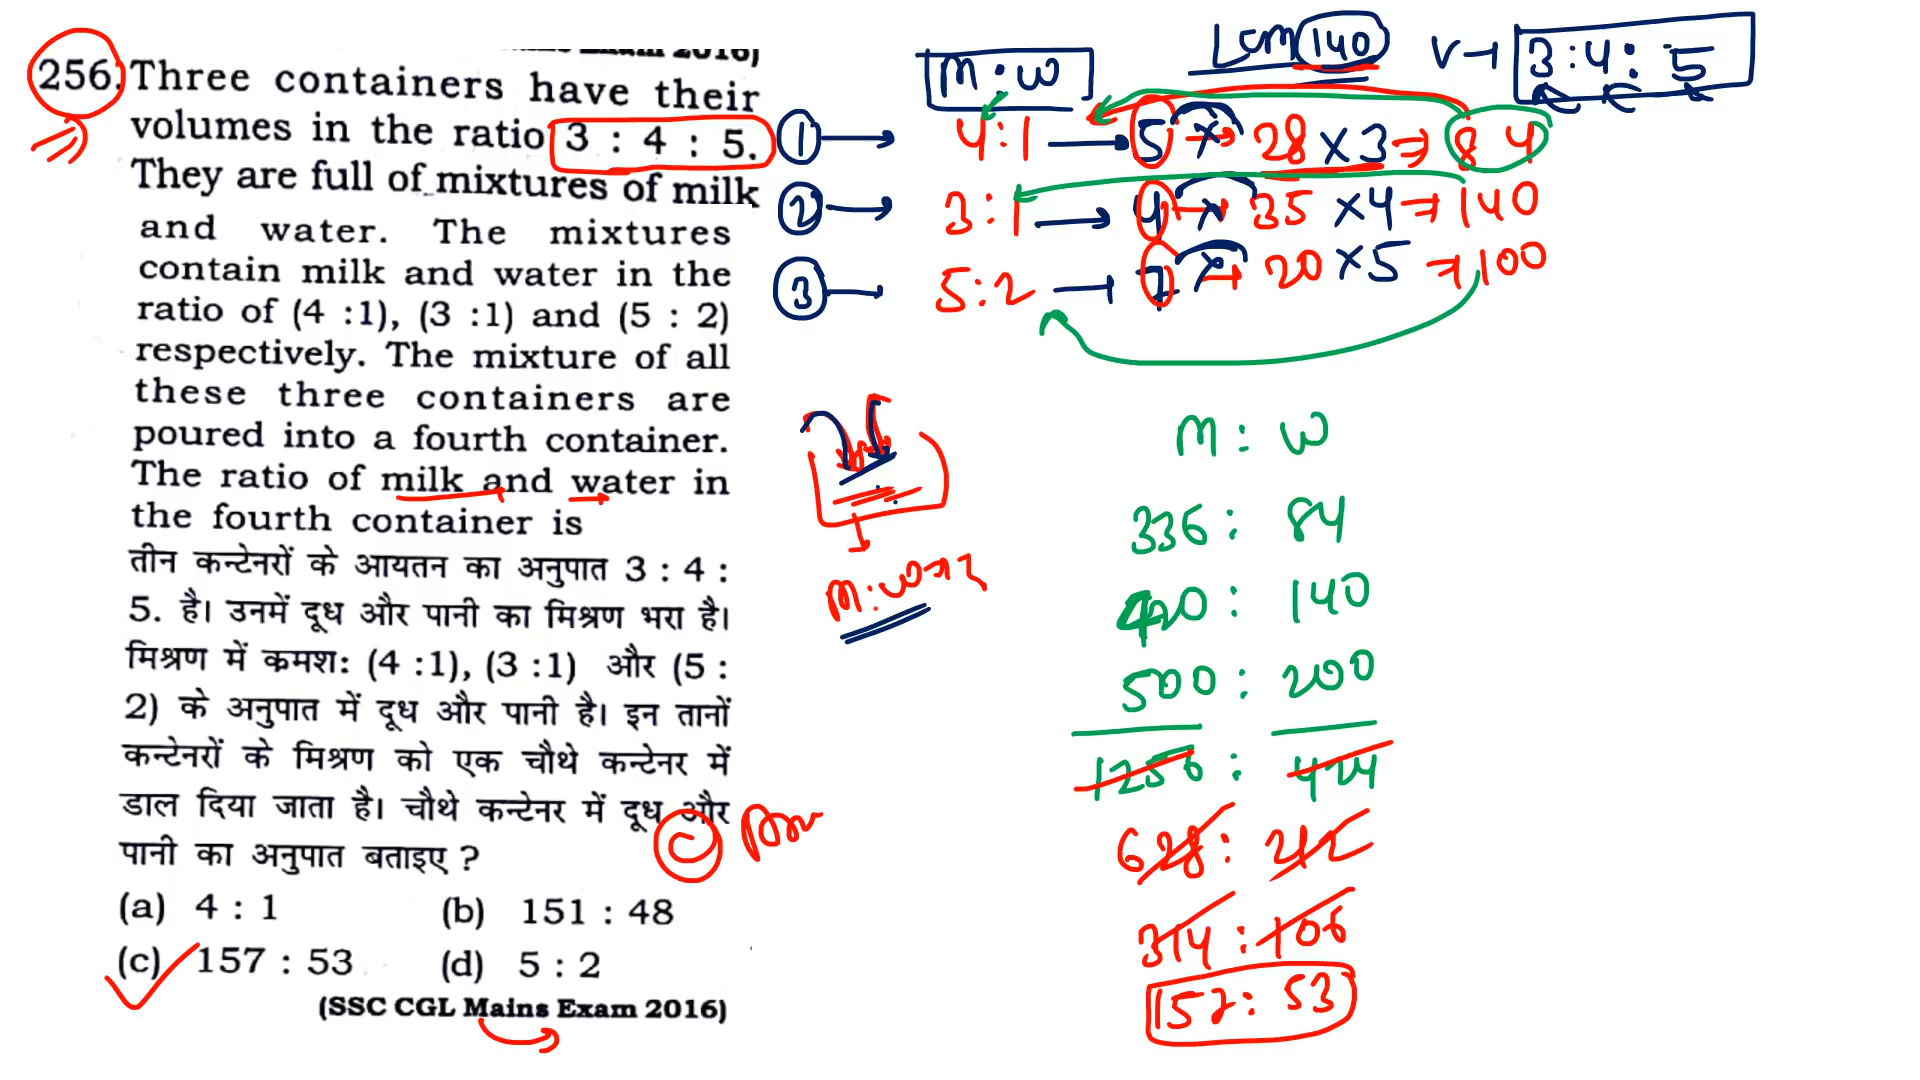 Mains Exam 2016)
256. Three containers have their
volumes in the ratio 3 : 4 : 5.
They are full of mixtures of milk
and water. The mixtures
contain milk and water in the
ratio of (4 :1), (3 :1) and (5 : 2)
respectively. The mixture of all
these three containers are
poured into a fourth container.
The ratio of milk and water in
the fourth container is
तीन कन्टेनरों के आयतन का अनुपात 3 : 4 :
5. है। उनमें दूध और पानी का मिश्रण भरा है।
मिश्रण में क्रमशः (4 :1), (3 :1) और (5 :
2) के अनुपात में दूध और पानी है। इन तानों
कन्टेनरों के मिश्रण को एक चौथे कन्टेनर में
डाल दिया जाता है। चौथे कन्टेनर में दूध और
पानी का अनुपात बताइए ?
(a) 4 : 1 (b) 151 : 48
(c) 157 : 53 (d) 5 : 2
(SSC CGL Mains Exam 2016)
C Ans
M : W Lcm 140 V → 3 : 4 : 5
1 → 4 : 1 → 5 × 28 × 3 ⇒ 84
2 → 3 : 1 → 4 × 35 × 4 ⇒ 140
3 → 5 : 2 → 7 × 20 × 5 ⇒ 100
M : W → ?
M : W
336 : 84
420 : 140
500 : 200
1256 : 424
628 : 212
314 : 106
157 : 53